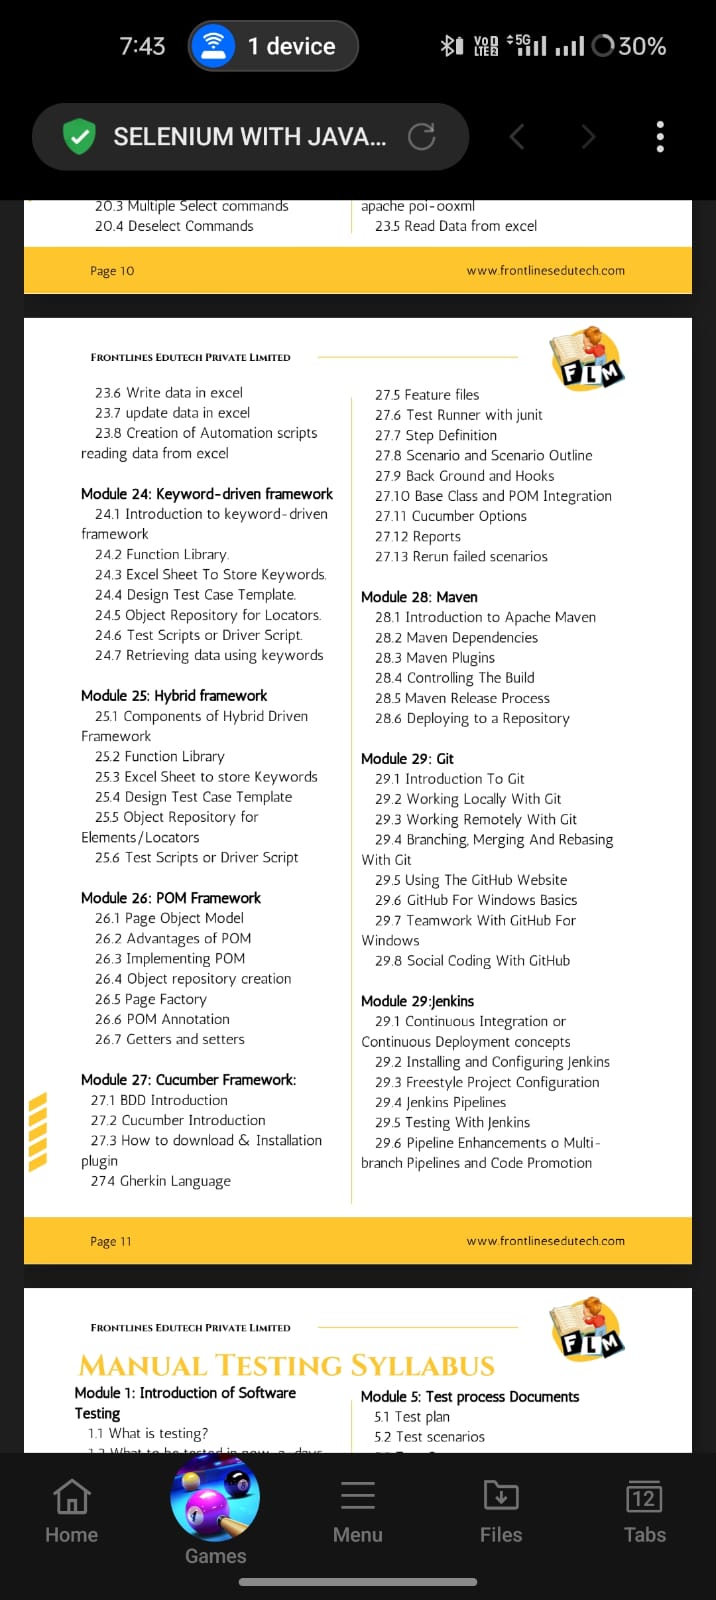 7:43
1 device
VoD LTE2
5G
30%
SELENIUM WITH JAVA...
20.3 Multiple Select commands
20.4 Deselect Commands
apache poi-ooxml
23.5 Read Data from excel
Page 10
www.frontlinesedutech.com
FRONTLINES EDUTECH PRIVATE LIMITED
FLM
23.6 Write data in excel
23.7 update data in excel
23.8 Creation of Automation scripts
reading data from excel
Module 24: Keyword-driven framework
24.1 Introduction to keyword-driven
framework
24.2 Function Library.
24.3 Excel Sheet To Store Keywords.
24.4 Design Test Case Template.
24.5 Object Repository for Locators.
24.6 Test Scripts or Driver Script.
24.7 Retrieving data using keywords
Module 25: Hybrid framework
25.1 Components of Hybrid Driven
Framework
25.2 Function Library
25.3 Excel Sheet to store Keywords
25.4 Design Test Case Template
25.5 Object Repository for
Elements/Locators
25.6 Test Scripts or Driver Script
Module 26: POM Framework
26.1 Page Object Model
26.2 Advantages of POM
26.3 Implementing POM
26.4 Object repository creation
26.5 Page Factory
26.6 POM Annotation
26.7 Getters and setters
Module 27: Cucumber Framework:
27.1 BDD Introduction
27.2 Cucumber Introduction
27.3 How to download & Installation
plugin
274 Gherkin Language
27.5 Feature files
27.6 Test Runner with junit
27.7 Step Definition
27.8 Scenario and Scenario Outline
27.9 Back Ground and Hooks
27.10 Base Class and POM Integration
27.11 Cucumber Options
27.12 Reports
27.13 Rerun failed scenarios
Module 28: Maven
28.1 Introduction to Apache Maven
28.2 Maven Dependencies
28.3 Maven Plugins
28.4 Controlling The Build
28.5 Maven Release Process
28.6 Deploying to a Repository
Module 29: Git
29.1 Introduction To Git
29.2 Working Locally With Git
29.3 Working Remotely With Git
29.4 Branching, Merging And Rebasing
With Git
29.5 Using The GitHub Website
29.6 GitHub For Windows Basics
29.7 Teamwork With GitHub For
Windows
29.8 Social Coding With GitHub
Module 29:Jenkins
29.1 Continuous Integration or
Continuous Deployment concepts
29.2 Installing and Configuring Jenkins
29.3 Freestyle Project Configuration
29.4 Jenkins Pipelines
29.5 Testing With Jenkins
29.6 Pipeline Enhancements o Multi-
branch Pipelines and Code Promotion
Page 11
www.frontlinesedutech.com
FRONTLINES EDUTECH PRIVATE LIMITED
FLM
MANUAL TESTING SYLLABUS
Module 1: Introduction of Software
Testing
1.1 What is testing?
1.2 What to be tested in now-a-days
Module 5: Test process Documents
5.1 Test plan
5.2 Test scenarios
Home
Games
Menu
Files
12
Tabs